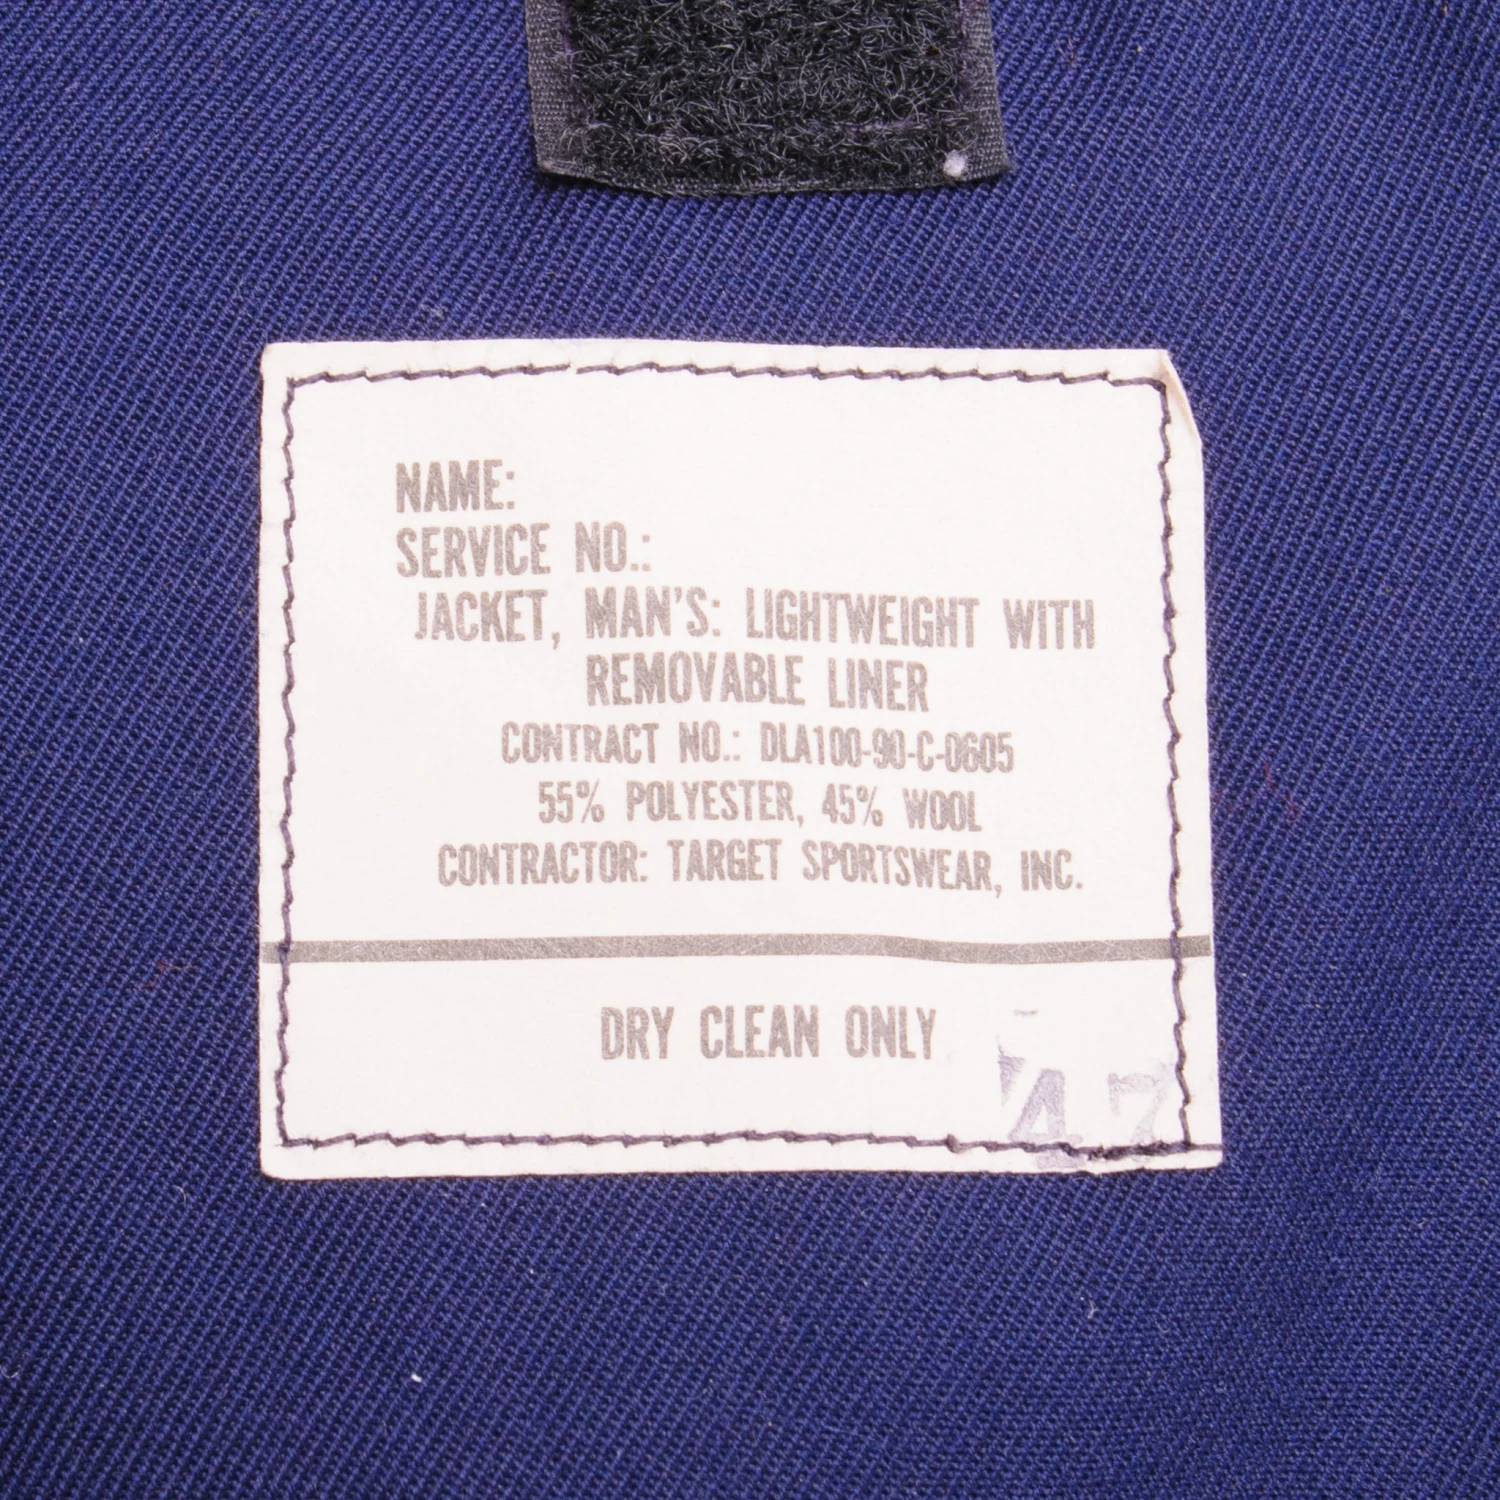 NAME:
SERVICE NO.:
JACKET, MAN'S: LIGHTWEIGHT WITH
REMOVABLE LINER
CONTRACT NO.: DLA100-90-C-0605
55% POLYESTER, 45% WOOL
CONTRACTOR: TARGET SPORTSWEAR, INC.
DRY CLEAN ONLY
47